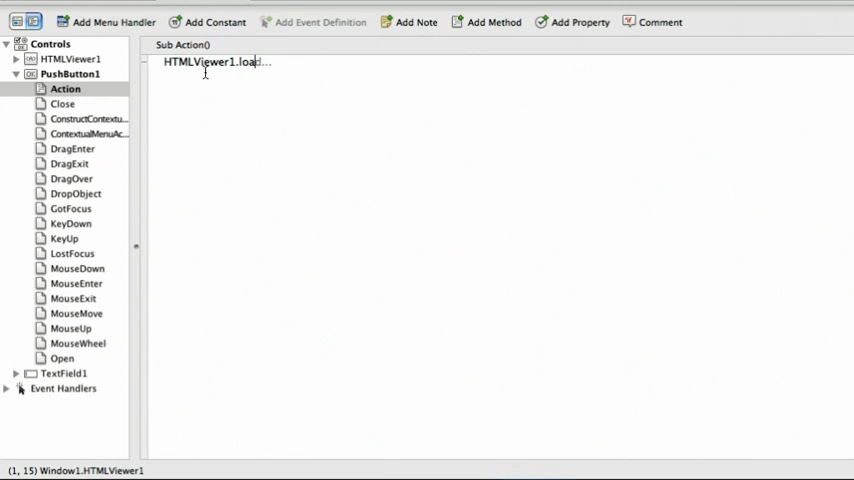 Add Menu Handler Add Constant Add Event Definition Add Note Add Method Add Property Comment
Controls
HTMLViewer1
PushButton1
Action
Close
ConstructContextu...
ContextualMenuAc...
DragEnter
DragExit
DragOver
DropObject
GotFocus
KeyDown
KeyUp
LostFocus
MouseDown
MouseEnter
MouseExit
MouseMove
MouseUp
MouseWheel
Open
TextField1
Event Handlers
Sub Action()
HTMLViewer1.load...
(1, 15) Window1.HTMLViewer1